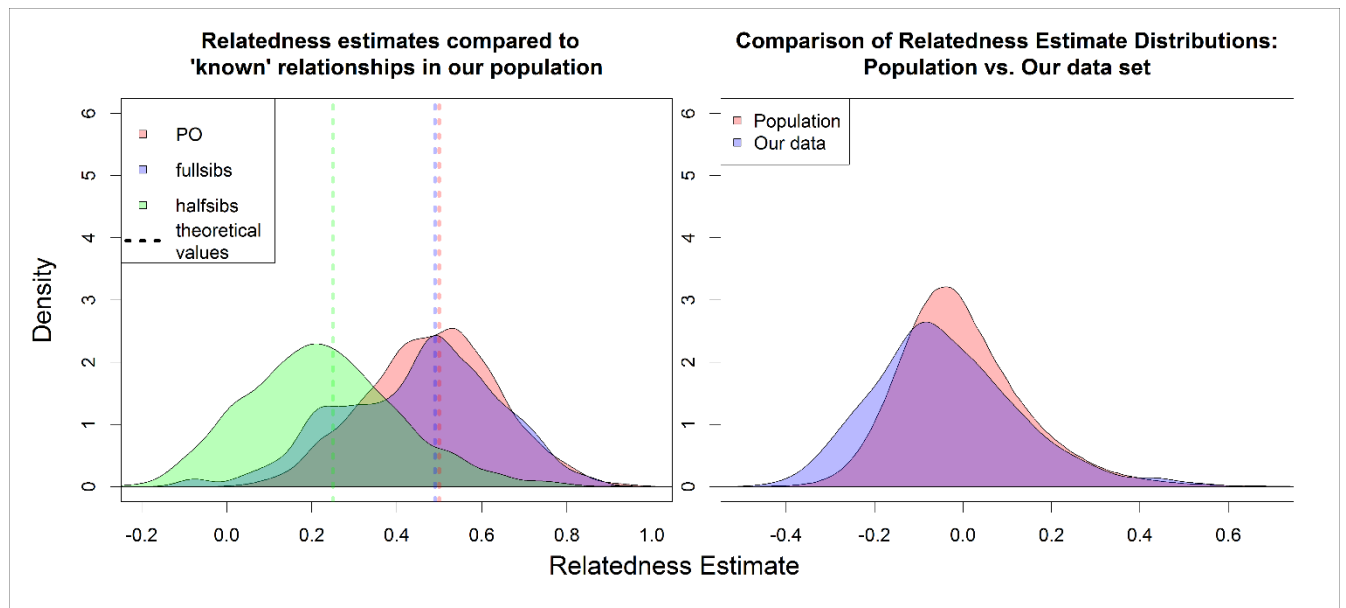 Relatedness estimates compared to
'known' relationships in our population
PO
fullsibs
halfsibs
theoretical
values
6
5
4
3
2
1
0
Density
-0.2 0.0 0.2 0.4 0.6 0.8 1.0
Comparison of Relatedness Estimate Distributions:
Population vs. Our data set
Population
Our data
6
5
4
3
2
1
0
-0.4 -0.2 0.0 0.2 0.4 0.6
Relatedness Estimate